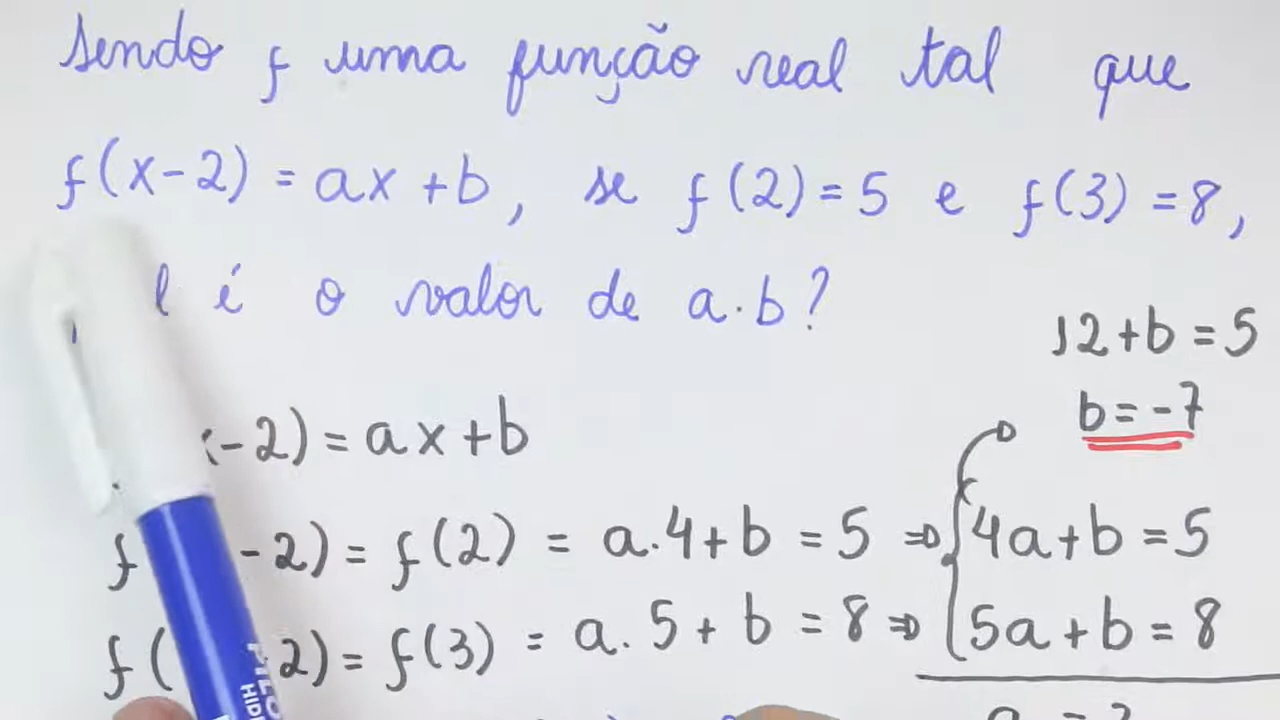 Sendo f uma função real tal que
f(x-2) = ax +b, se f(2)=5 e f(3) =8,
é o valor de a.b?
12+b=5
b=-7
-2) = ax+b
f -2) = f(2) = a.4+b =5 ⇒ 4a+b=5
f( 2) = f(3) = a. 5+ b =8 ⇒ 5a+b=8